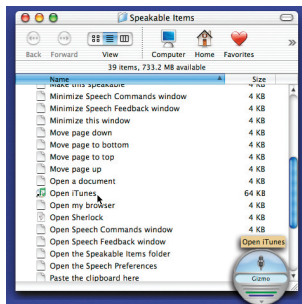 Speakable Items
Back Forward View Computer Home Favorites
39 items, 733.2 MB available
Name Size
Make this speakable 4 KB
Minimize Speech Commands window 4 KB
Minimize Speech Feedback window 4 KB
Minimize this window 4 KB
Move page down 4 KB
Move page to bottom 4 KB
Move page to top 4 KB
Move page up 4 KB
Open a document 4 KB
Open iTunes 64 KB
Open my browser 4 KB
Open Sherlock 4 KB
Open Speech Commands window 4 KB
Open Speech Feedback window
Open iTunes
Open the Speakable Items folder
Open the Speech Preferences
Paste the clipboard here
Gizmo